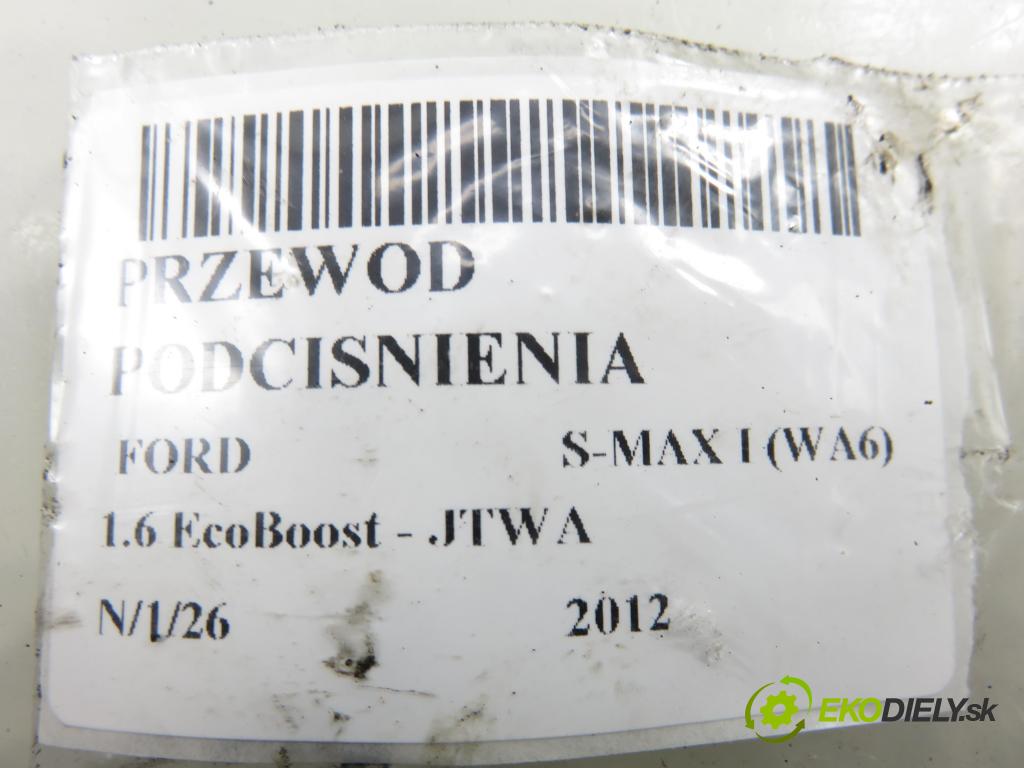 PRZEWOD
PODCISNIENIA
FORD S-MAX I (WA6)
1.6 EcoBoost - JTWA
N/1/26 2012
EKODIELY.sk